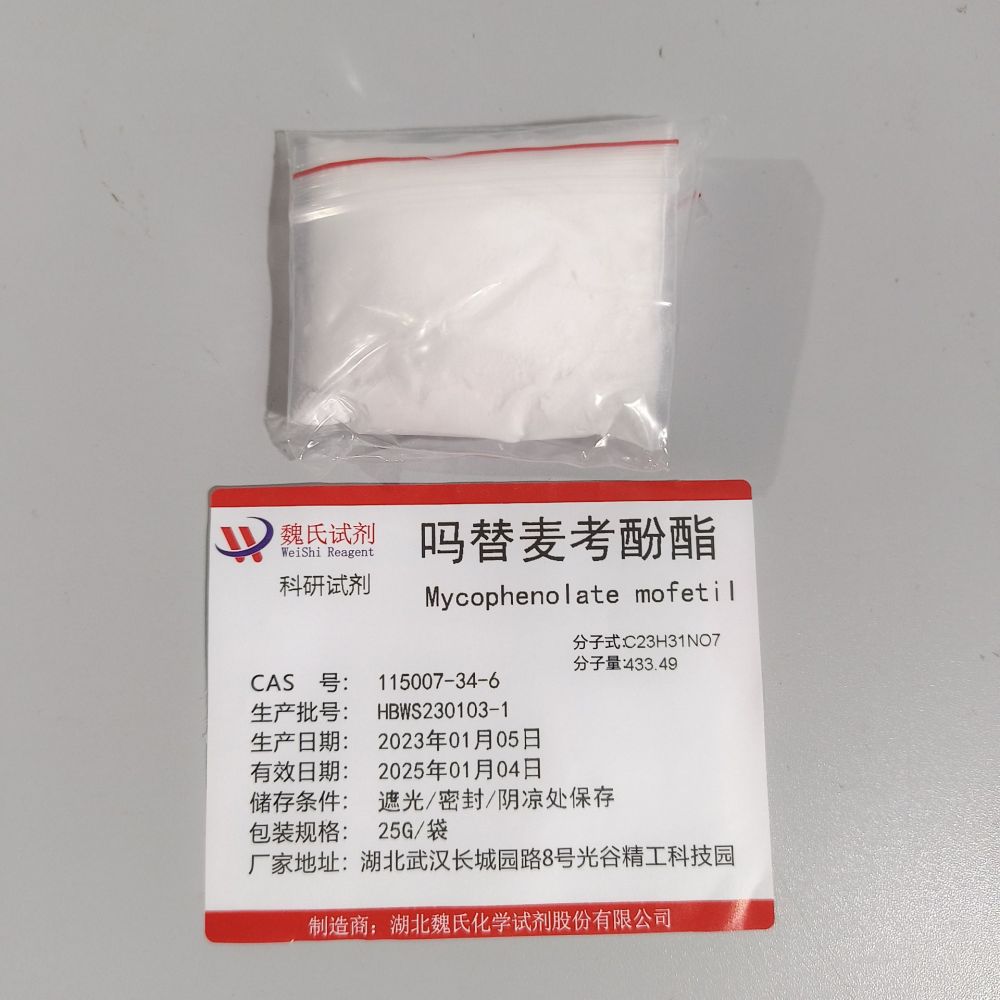 魏氏试剂
WeiShi Reagent
科研试剂
吗替麦考酚酯
Mycophenolate mofetil
分子式:C23H31NO7
分子量:433.49
CAS 号: 115007-34-6
生产批号: HBWS230103-1
生产日期: 2023年01月05日
有效日期: 2025年01月04日
储存条件: 遮光/密封/阴凉处保存
包装规格: 25G/袋
厂家地址: 湖北武汉长城园路8号光谷精工科技园
制造商: 湖北魏氏化学试剂股份有限公司